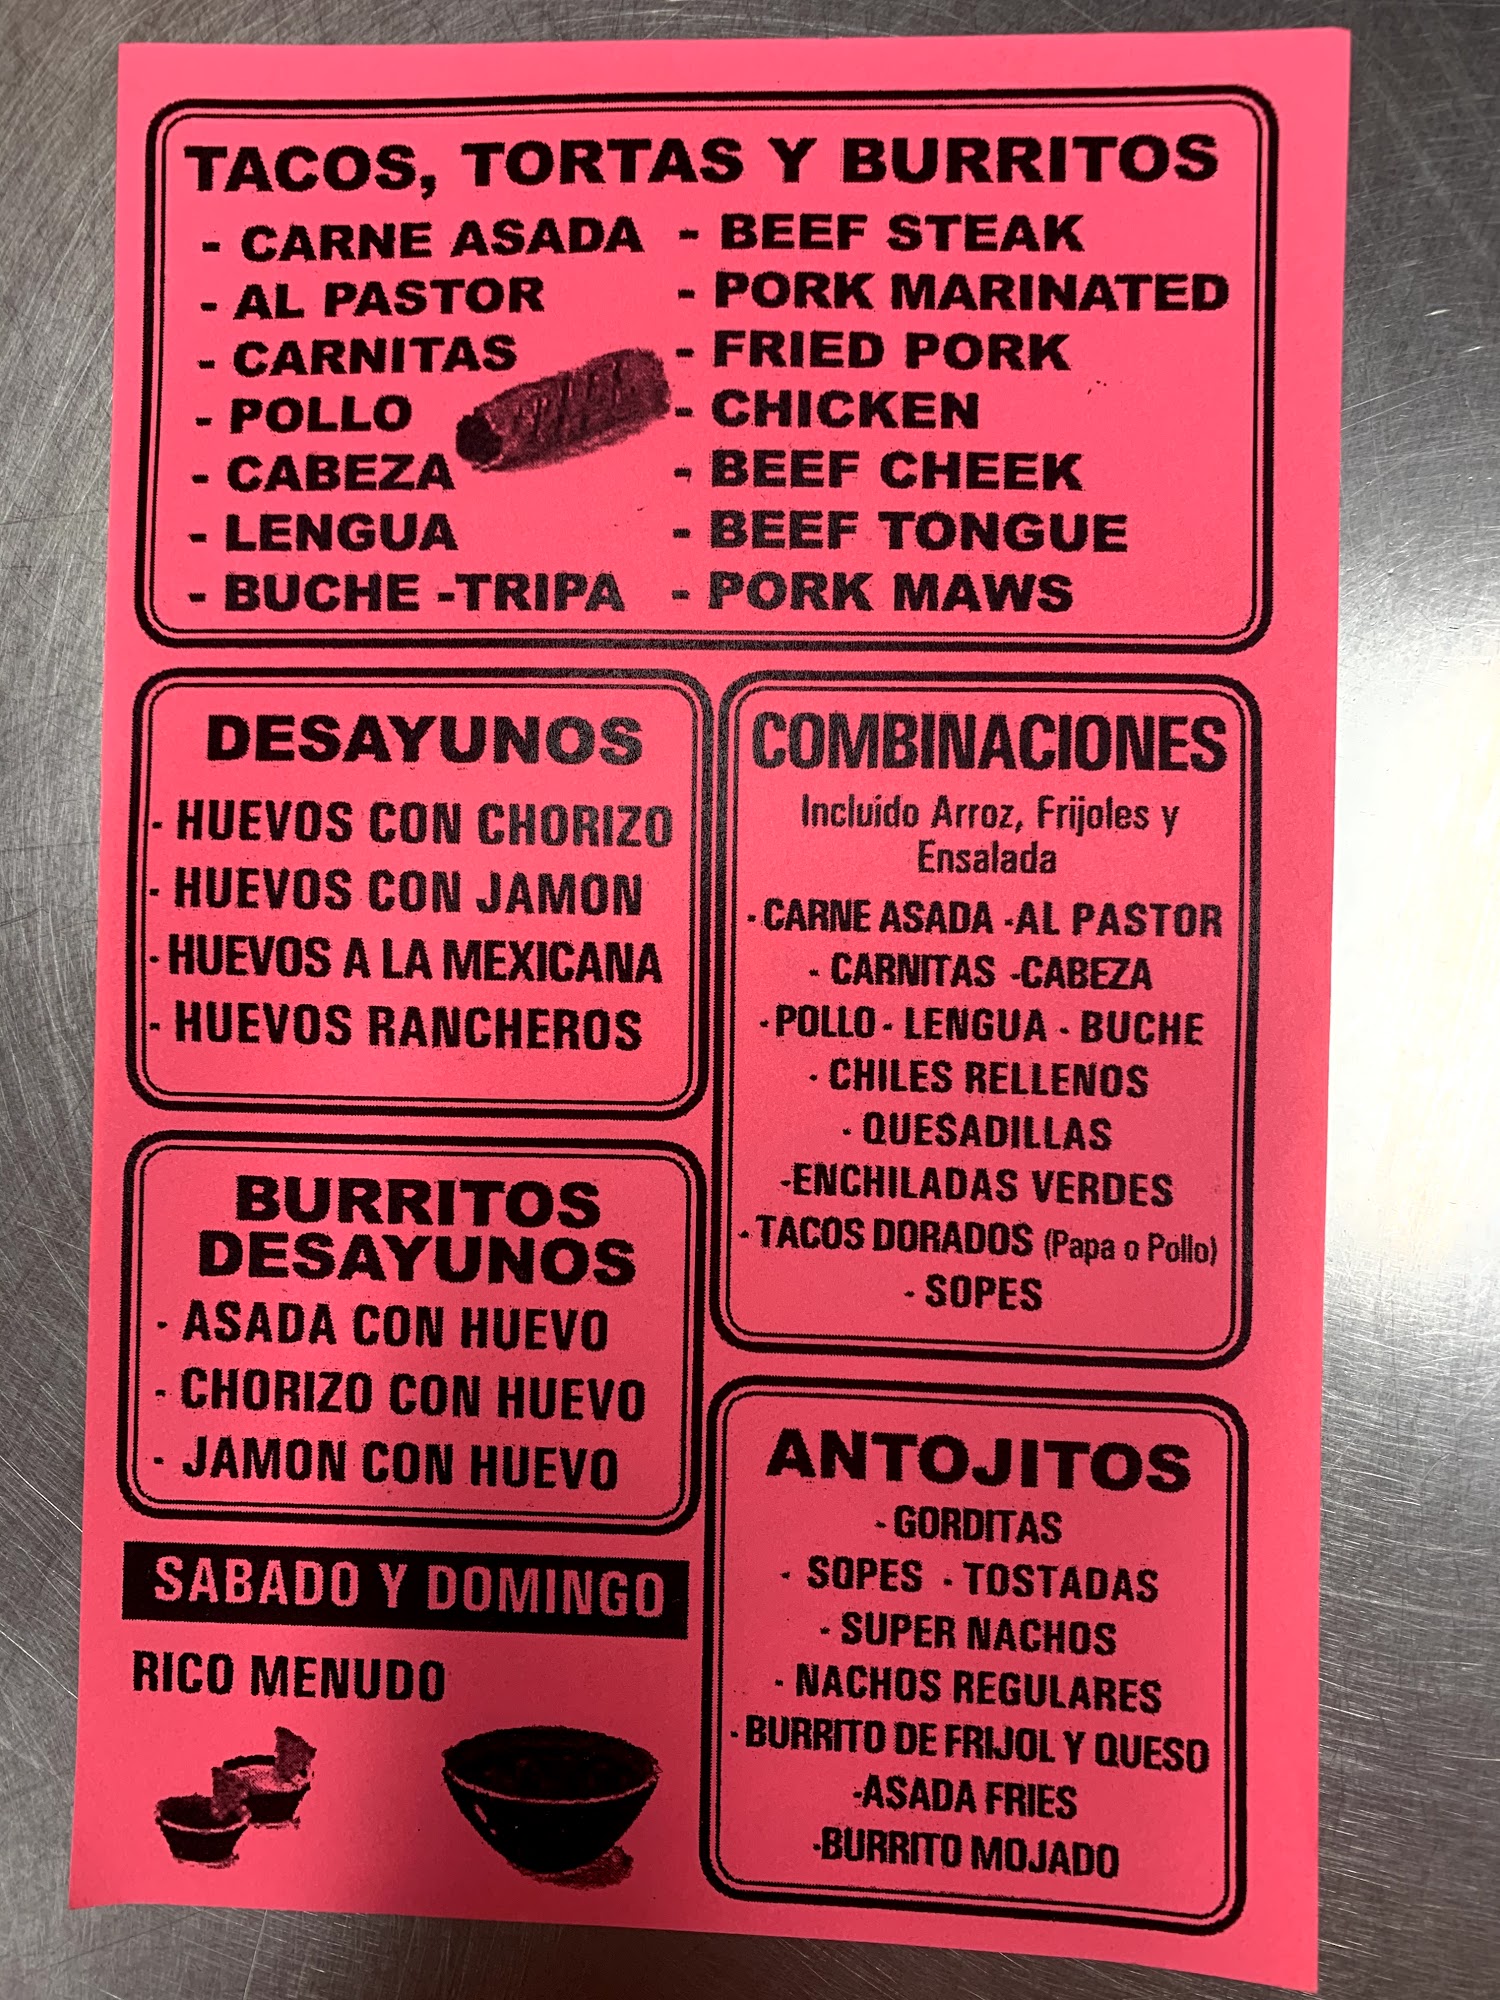 TACOS, TORTAS Y BURRITOS
- CARNE ASADA - BEEF STEAK
- AL PASTOR - PORK MARINATED
- CARNITAS - FRIED PORK
- POLLO - CHICKEN
- CABEZA - BEEF CHEEK
- LENGUA - BEEF TONGUE
- BUCHE -TRIPA - PORK MAWS
DESAYUNOS
- HUEVOS CON CHORIZO
- HUEVOS CON JAMON
- HUEVOS A LA MEXICANA
- HUEVOS RANCHEROS
BURRITOS
DESAYUNOS
- ASADA CON HUEVO
- CHORIZO CON HUEVO
- JAMON CON HUEVO
SABADO Y DOMINGO
RICO MENUDO
COMBINACIONES
Incluido Arroz, Frijoles y
Ensalada
- CARNE ASADA -AL PASTOR
- CARNITAS -CABEZA
- POLLO - LENGUA - BUCHE
- CHILES RELLENOS
- QUESADILLAS
-ENCHILADAS VERDES
- TACOS DORADOS (Papa o Pollo)
- SOPES
ANTOJITOS
- GORDITAS
- SOPES - TOSTADAS
- SUPER NACHOS
- NACHOS REGULARES
- BURRITO DE FRIJOL Y QUESO
-ASADA FRIES
-BURRITO MOJADO